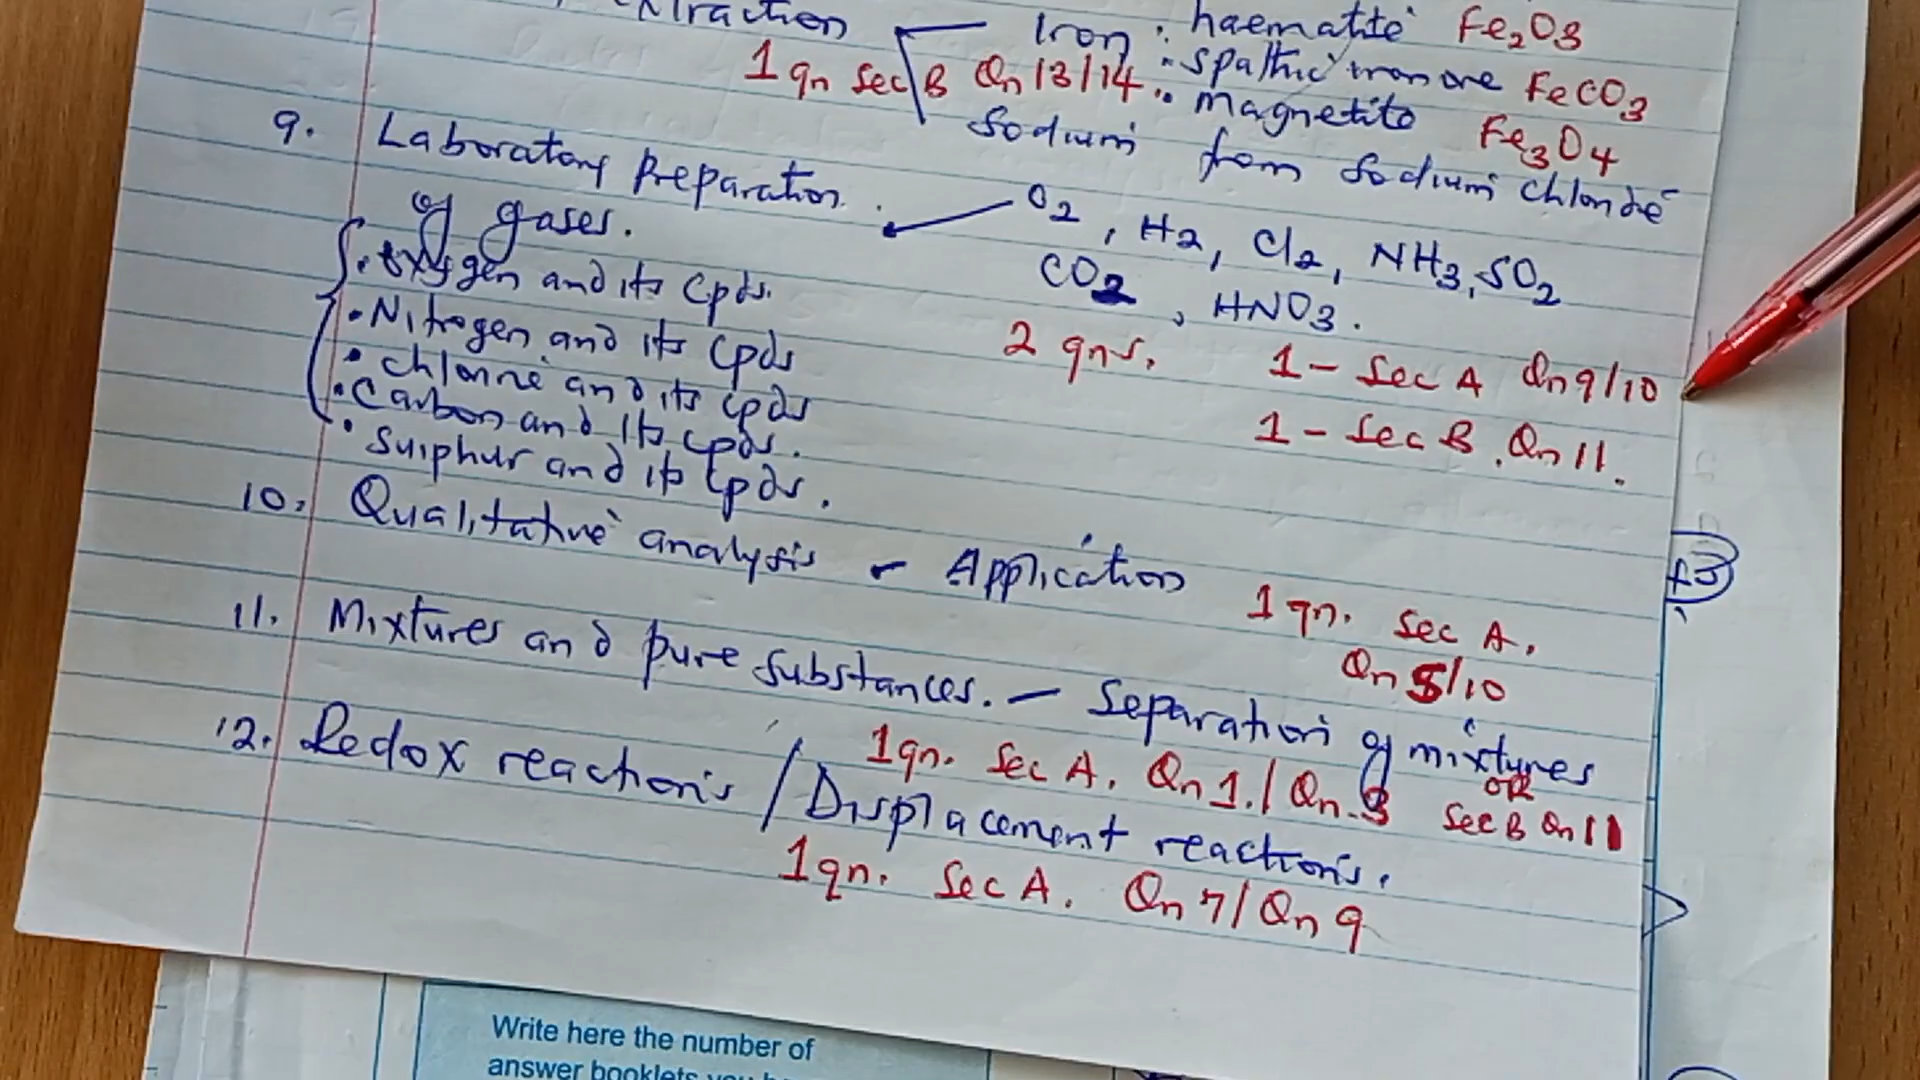 extraction
Iron : haematite Fe2O3
: spathic iron ore FeCO3
: magnetite Fe3O4
1 qn Sec B Qn 13/14
Sodium from Sodium chloride
9. Laboratory Preparation
of gases.
O2, H2, Cl2, NH3, SO2
CO2, HNO3.
• Oxygen and its Cpds.
• Nitrogen and its Cpds
• Chlorine and its cpds
• Carbon and Its cpds.
• Sulphur and its Cpds.
2 qns. 1 - Sec A Qn 9/10
1 - Sec B. Qn 11.
10. Qualitative analysis - Application
1 qn. Sec A.
Qn 5/10
11. Mixtures and pure Substances. - Separation of mixtures
1qn. Sec A. Qn 1. / Qn. 3 OR Sec B Qn 11
12. Redox reactions / Displacement reactions.
1qn. Sec A. Qn 7/Qn 9
Write here the number of
answer booklets